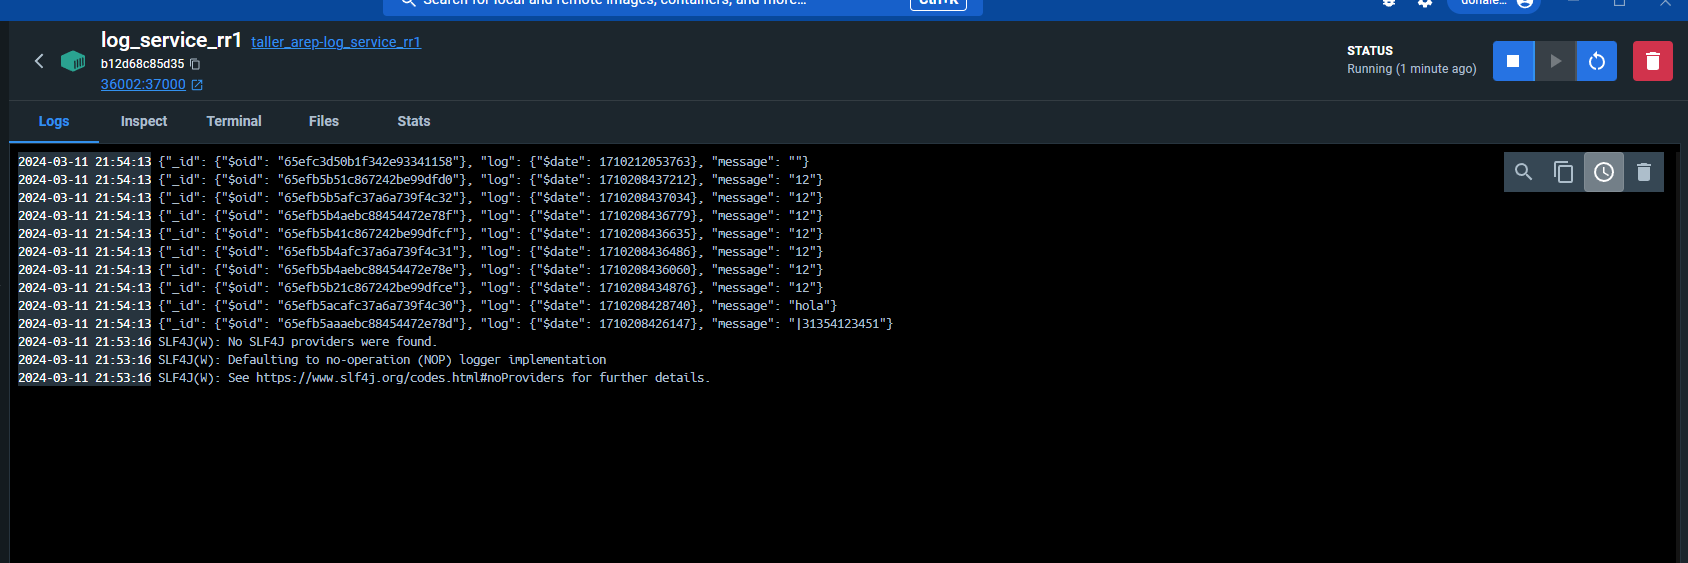 Search for local and remote images, containers, and more... Ctrl+K donale...
log_service_rr1 taller_arep-log_service_rr1
b12d68c85d35
36002:37000
STATUS
Running (1 minute ago)
Logs Inspect Terminal Files Stats
2024-03-11 21:54:13 {"_id": {"$oid": "65efc3d50b1f342e93341158"}, "log": {"$date": 1710212053763}, "message": ""}
2024-03-11 21:54:13 {"_id": {"$oid": "65efb5b51c867242be99dfd0"}, "log": {"$date": 1710208437212}, "message": "12"}
2024-03-11 21:54:13 {"_id": {"$oid": "65efb5b5afc37a6a739f4c32"}, "log": {"$date": 1710208437034}, "message": "12"}
2024-03-11 21:54:13 {"_id": {"$oid": "65efb5b4aebc88454472e78f"}, "log": {"$date": 1710208436779}, "message": "12"}
2024-03-11 21:54:13 {"_id": {"$oid": "65efb5b41c867242be99dfcf"}, "log": {"$date": 1710208436635}, "message": "12"}
2024-03-11 21:54:13 {"_id": {"$oid": "65efb5b4afc37a6a739f4c31"}, "log": {"$date": 1710208436486}, "message": "12"}
2024-03-11 21:54:13 {"_id": {"$oid": "65efb5b4aebc88454472e78e"}, "log": {"$date": 1710208436060}, "message": "12"}
2024-03-11 21:54:13 {"_id": {"$oid": "65efb5b21c867242be99dfce"}, "log": {"$date": 1710208434876}, "message": "12"}
2024-03-11 21:54:13 {"_id": {"$oid": "65efb5acafc37a6a739f4c30"}, "log": {"$date": 1710208428740}, "message": "hola"}
2024-03-11 21:54:13 {"_id": {"$oid": "65efb5aaaebc88454472e78d"}, "log": {"$date": 1710208426147}, "message": "|31354123451"}
2024-03-11 21:53:16 SLF4J(W): No SLF4J providers were found.
2024-03-11 21:53:16 SLF4J(W): Defaulting to no-operation (NOP) logger implementation
2024-03-11 21:53:16 SLF4J(W): See https://www.slf4j.org/codes.html#noProviders for further details.